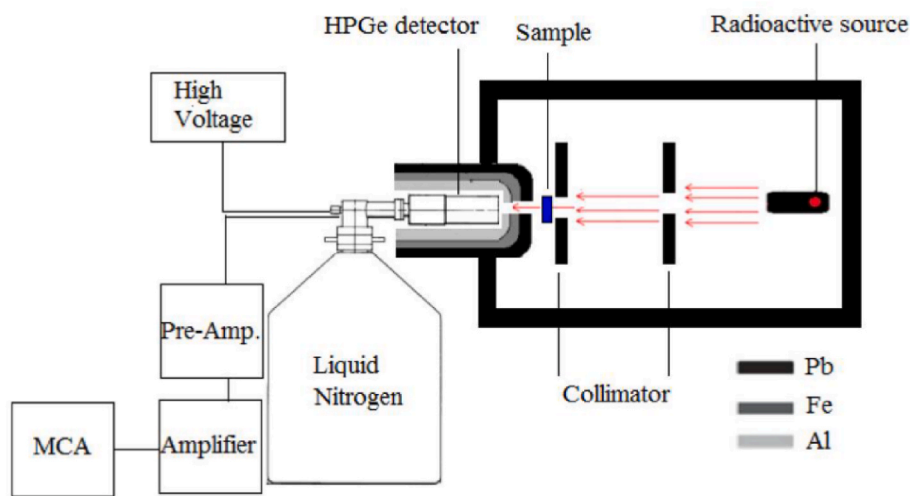 HPGe detector
Sample
Radioactive source
High
Voltage
Pre-Amp.
Liquid
Nitrogen
Collimator
Pb
Fe
Al
MCA
Amplifier